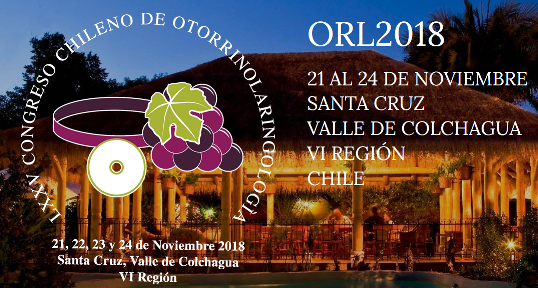 LXXV CONGRESO CHILENO DE OTORRINOLARINGOLOGÍA
21, 22, 23 y 24 de Noviembre 2018
Santa Cruz, Valle de Colchagua
VI Región
ORL2018
21 AL 24 DE NOVIEMBRE
SANTA CRUZ
VALLE DE COLCHAGUA
VI REGIÓN
CHILE